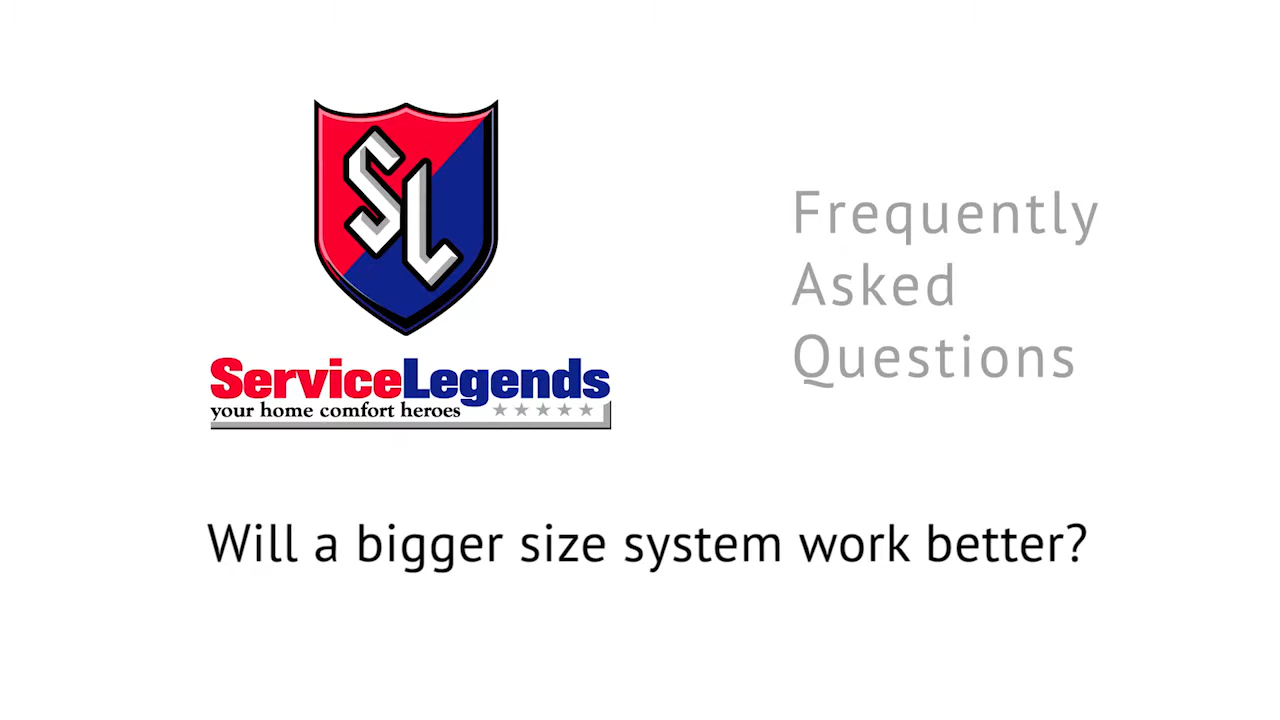 SL
ServiceLegends
your home comfort heroes
Frequently
Asked
Questions
Will a bigger size system work better?